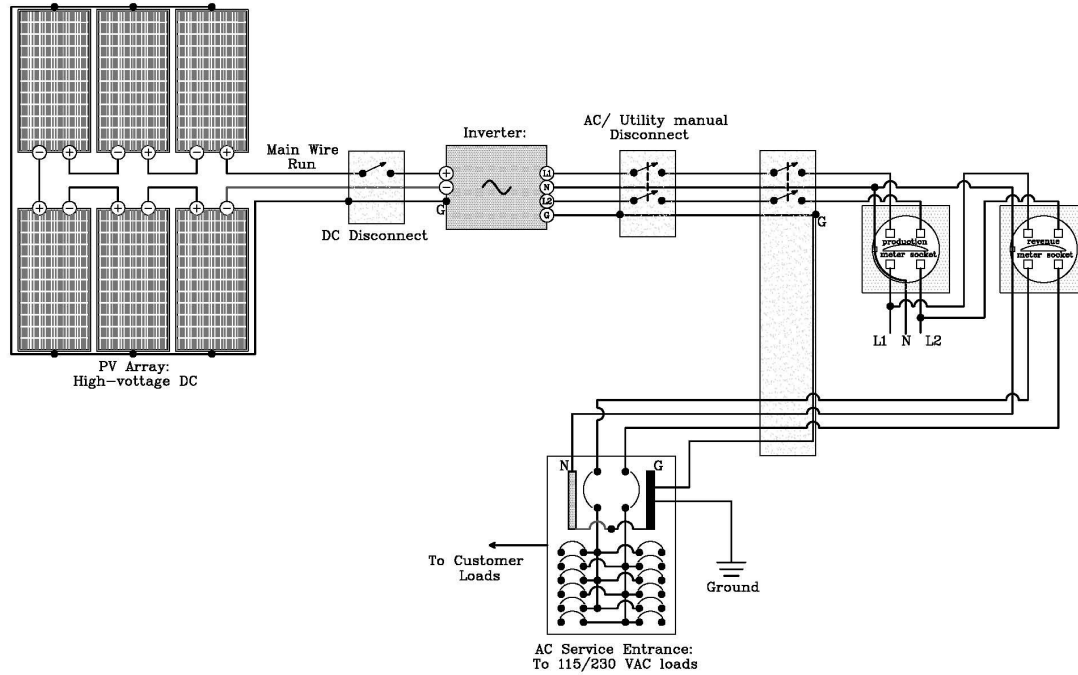 AC/ Utility manual
Disconnect
Inverter:
Main Wire
Run
+
−
G
L1
N
L2
G
DC Disconnect
G
production
meter socket
revenue
meter socket
L1 N L2
− + − + − +
+ − − + + −
PV Array:
High-vottage DC
N
G
To Customer
Loads
Ground
AC Service Entrance:
To 115/230 VAC loads